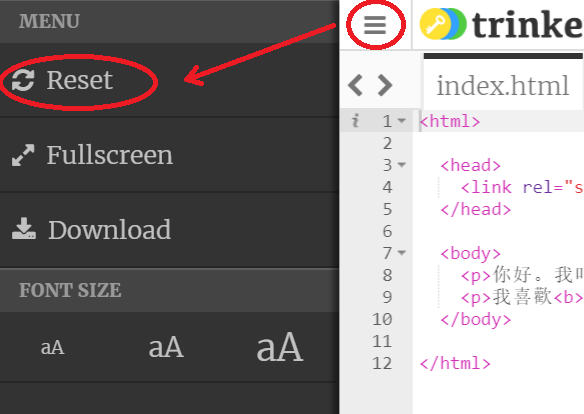 MENU
Reset
Fullscreen
Download
FONT SIZE
aA aA aA
trinke
index.html
i 1 <html>
2
3 <head>
4 <link rel="s
5 </head>
6
7 <body>
8 <p>你好。我
9 <p>我喜歡<b>
10 </body>
11
12 </html>